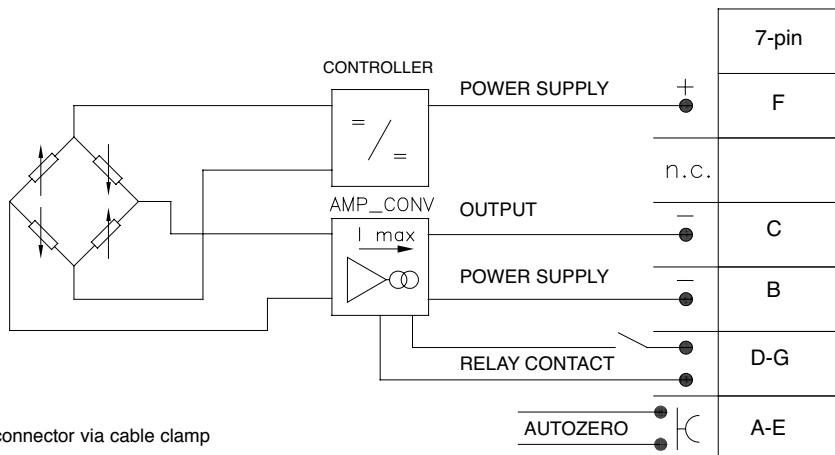 7-pin
CONTROLLER
POWER SUPPLY + F
= / =
n.c.
AMP_CONV
OUTPUT – C
I max
POWER SUPPLY – B
RELAY CONTACT D-G
connector via cable clamp
AUTOZERO A-E